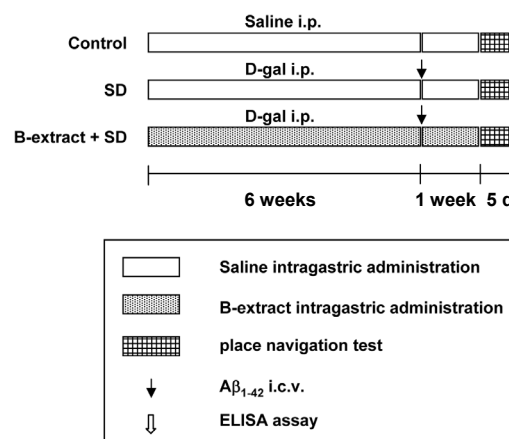 Saline i.p.
Control
D-gal i.p.
SD
D-gal i.p.
B-extract + SD
6 weeks 1 week 5 d
Saline intragastric administration
B-extract intragastric administration
place navigation test
Aβ1-42 i.c.v.
ELISA assay